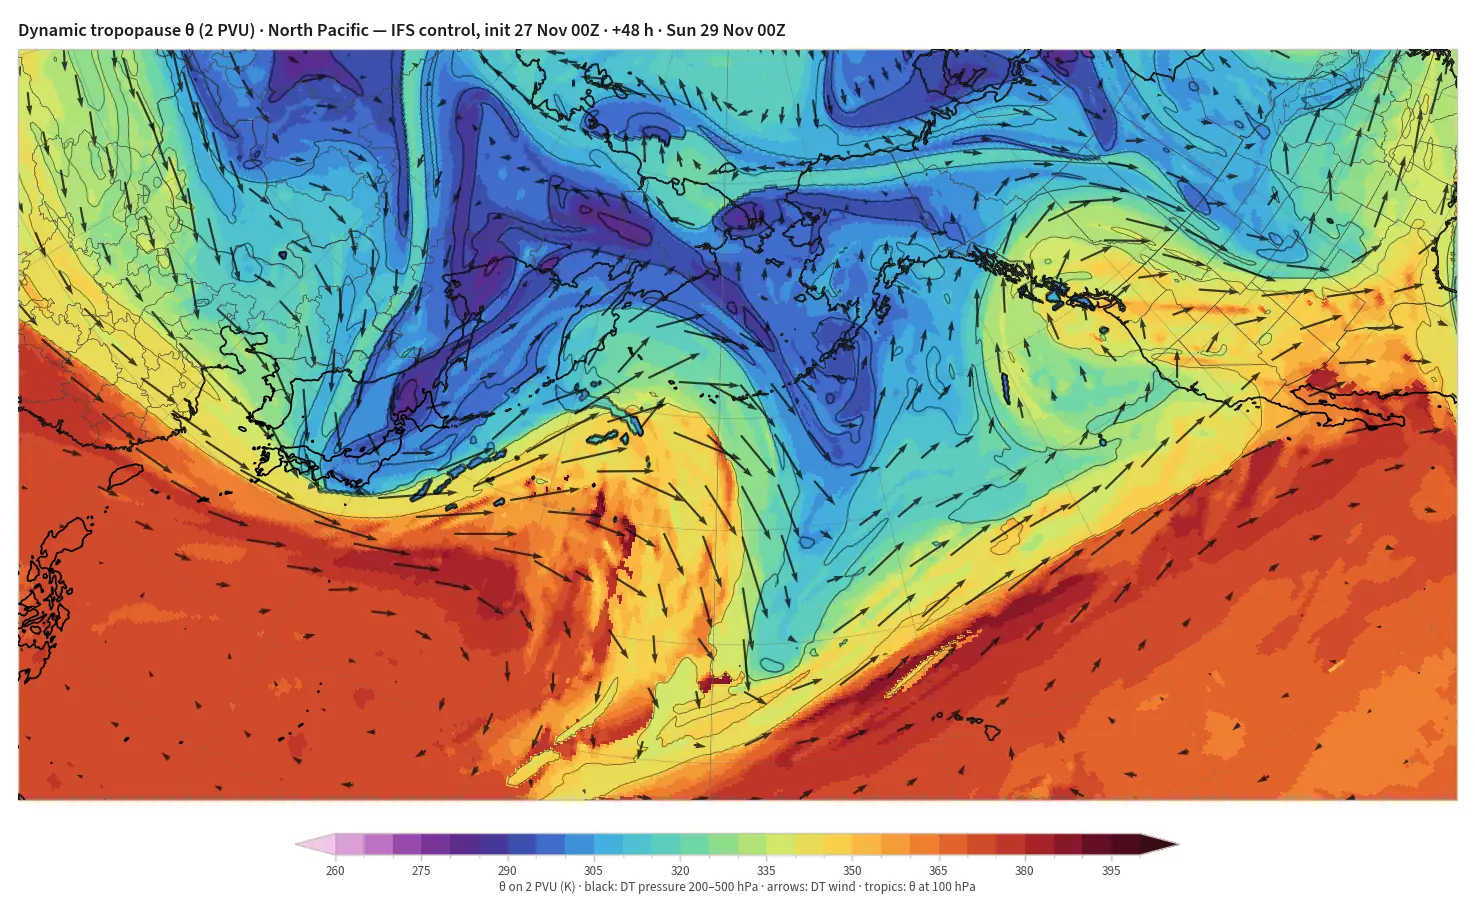 Dynamic tropopause θ (2 PVU) · North Pacific — IFS control, init 27 Nov 00Z · +48 h · Sun 29 Nov 00Z
260 275 290 305 320 335 350 365 380 395
θ on 2 PVU (K) · black: DT pressure 200–500 hPa · arrows: DT wind · tropics: θ at 100 hPa